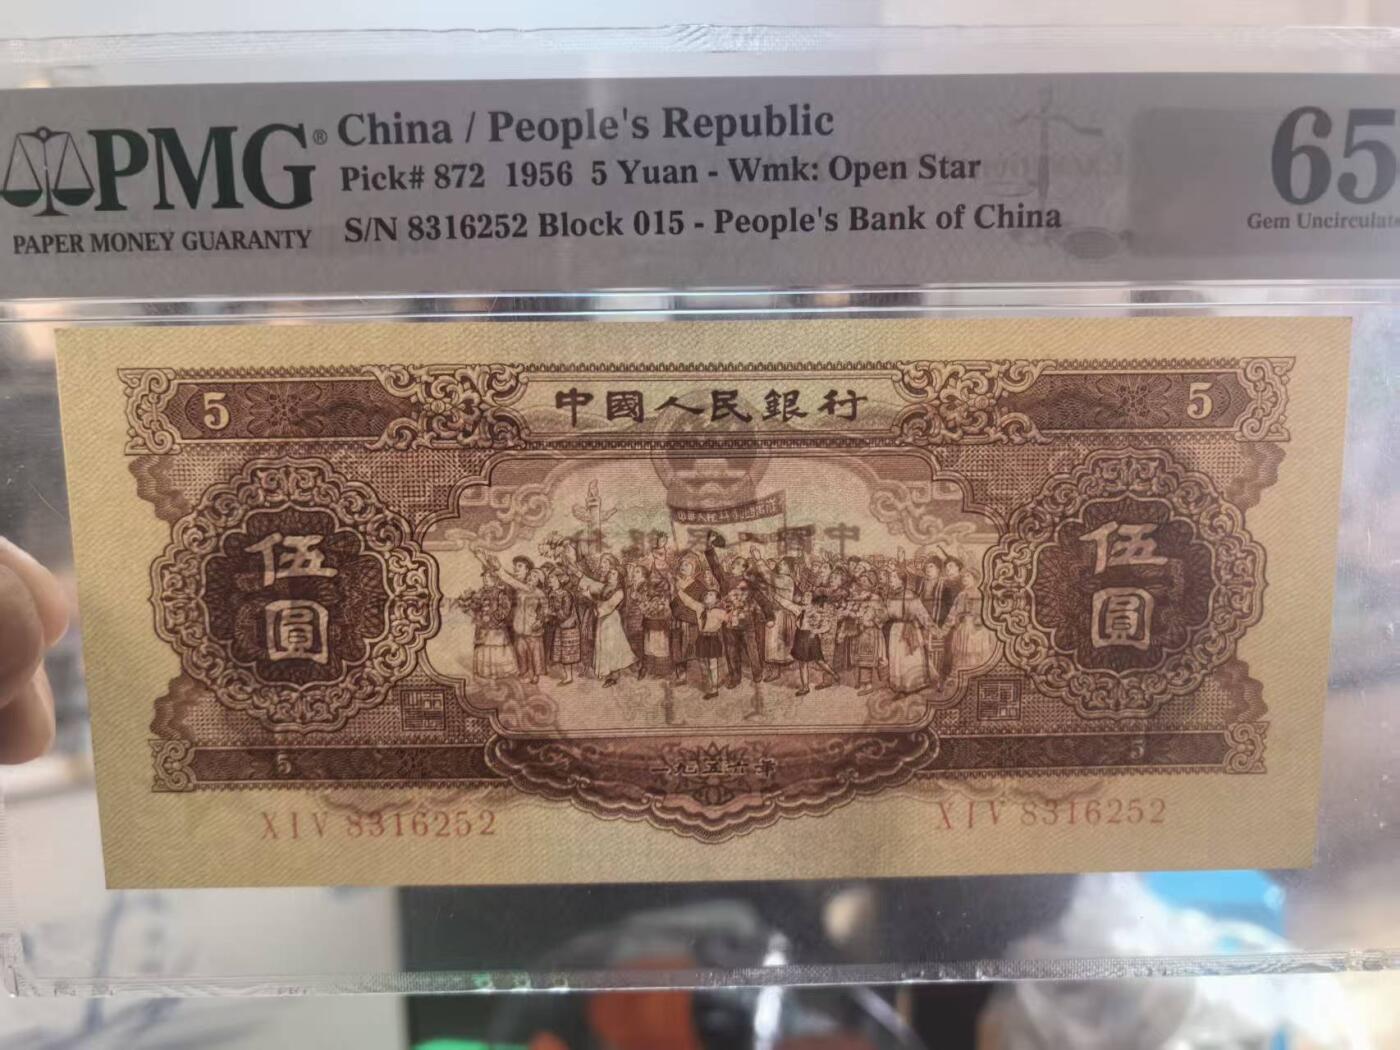 PMG®
PAPER MONEY GUARANTY
China / People's Republic
Pick# 872 1956 5 Yuan - Wmk: Open Star
S/N 8316252 Block 015 - People's Bank of China
65
Gem Uncirculat
5 中國人民銀行 5
伍圓
伍圓
5
一九五六年
5
XIV 8316252
XIV 8316252